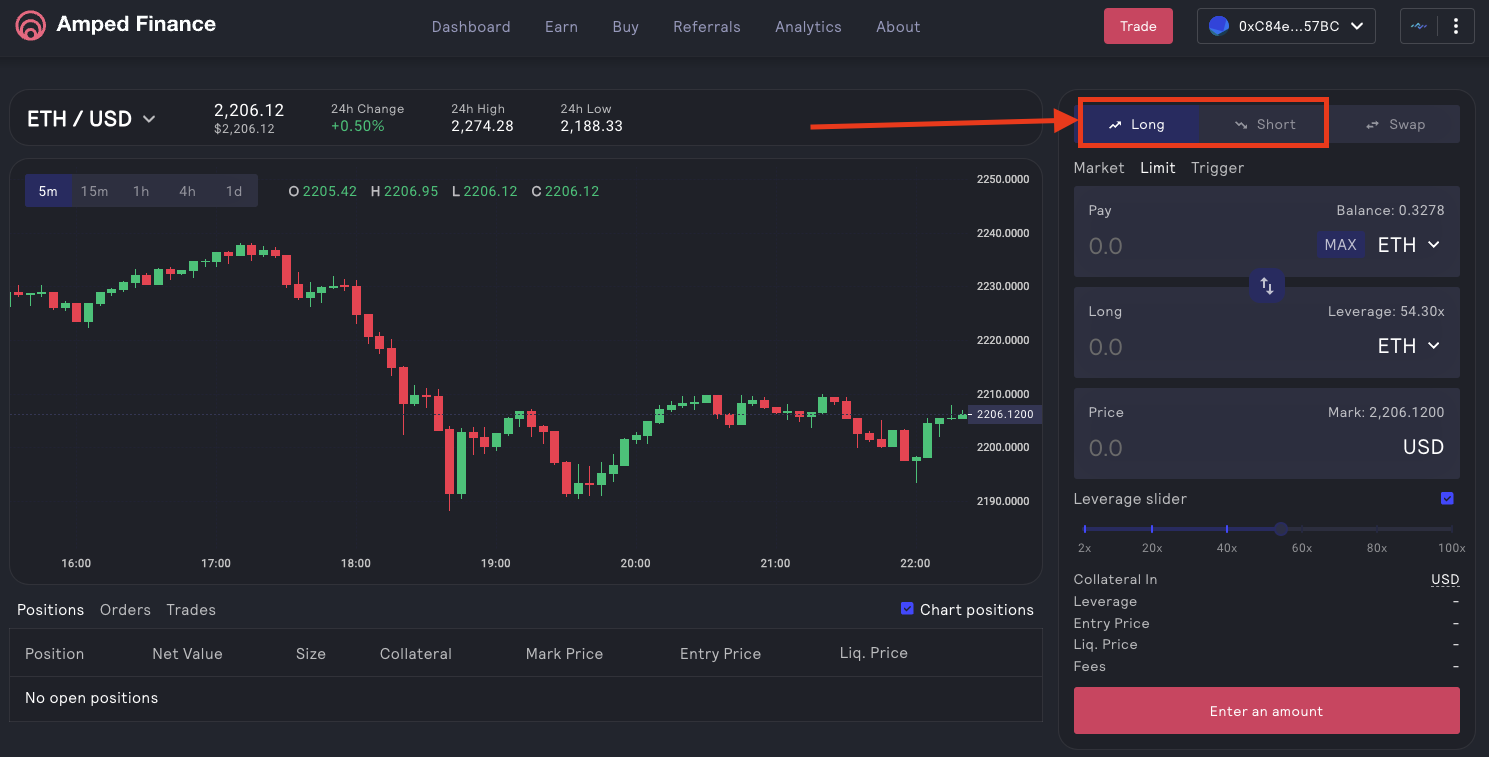 Amped Finance
Dashboard Earn Buy Referrals Analytics About
Trade
0xC84e...57BC
ETH / USD
2,206.12
$2,206.12
24h Change
+0.50%
24h High
2,274.28
24h Low
2,188.33
5m 15m 1h 4h 1d
O 2205.42 H 2206.95 L 2206.12 C 2206.12
2250.0000
2240.0000
2230.0000
2220.0000
2210.0000
2206.1200
2200.0000
2190.0000
16:00 17:00 18:00 19:00 20:00 21:00 22:00
Positions Orders Trades
Chart positions
Position Net Value Size Collateral Mark Price Entry Price Liq. Price
No open positions
Long Short Swap
Market Limit Trigger
Pay Balance: 0.3278
0.0 MAX ETH
Long Leverage: 54.30x
0.0 ETH
Price Mark: 2,206.1200
0.0 USD
Leverage slider
2x 20x 40x 60x 80x 100x
Collateral In USD
Leverage -
Entry Price -
Liq. Price -
Fees -
Enter an amount